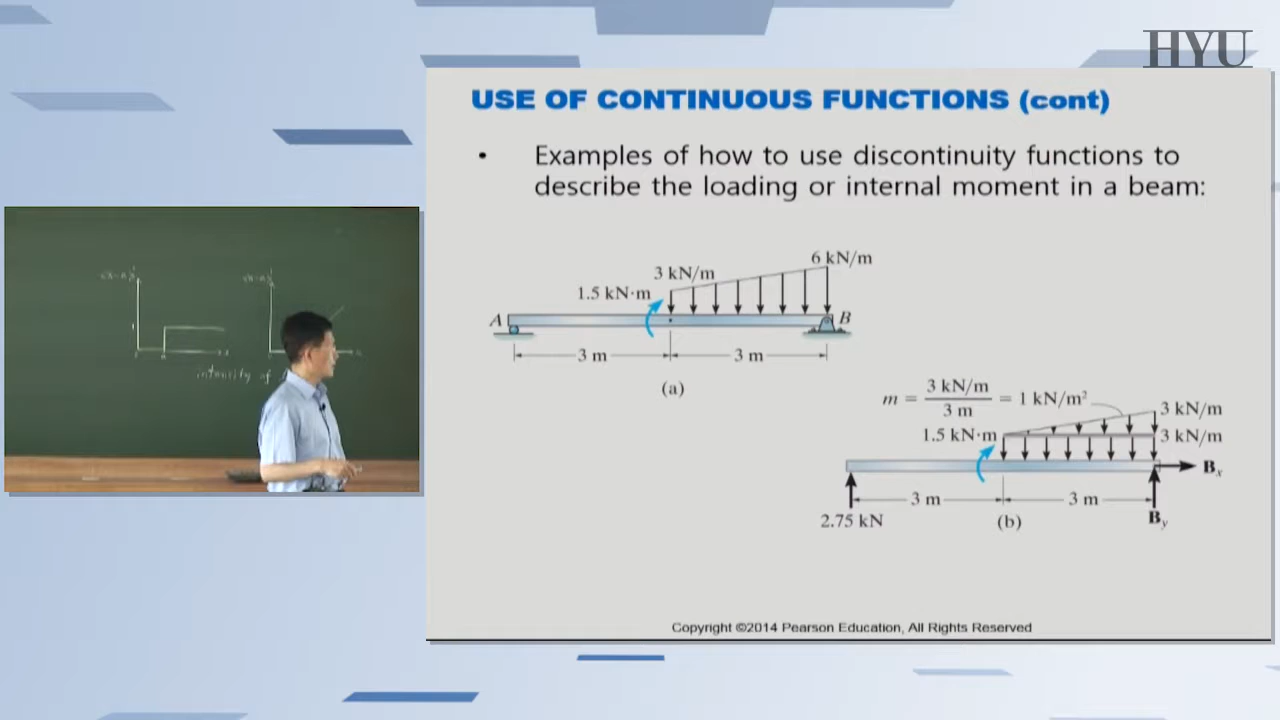 HYU
USE OF CONTINUOUS FUNCTIONS (cont)
• Examples of how to use discontinuity functions to
describe the loading or internal moment in a beam:
6 kN/m
3 kN/m
1.5 kN·m
A
B
3 m
3 m
(a)
m = 3 kN/m / 3 m = 1 kN/m²
3 kN/m
1.5 kN·m
3 kN/m
Bx
3 m
3 m
2.75 kN
(b)
By
intensity of
Copyright ©2014 Pearson Education, All Rights Reserved